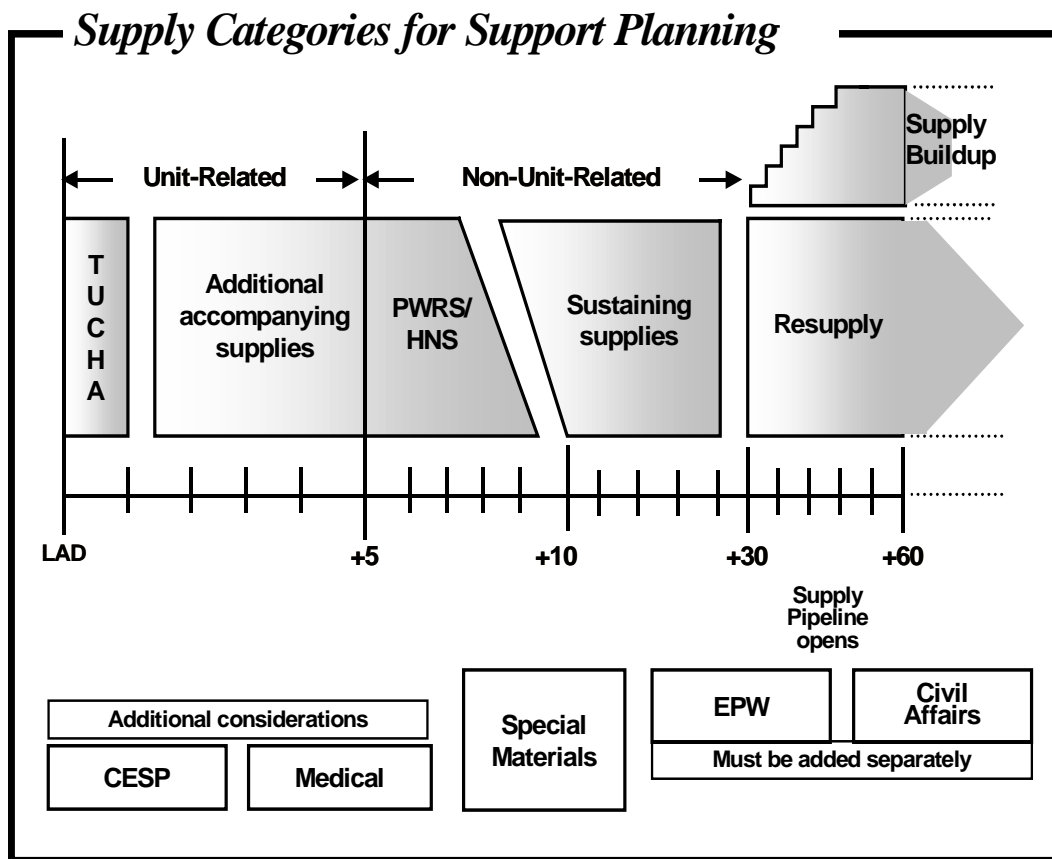 Supply Categories for Support Planning
Supply
Buildup
Unit-Related
Non-Unit-Related
T
U
C
H
A
Additional
accompanying
supplies
PWRS/
HNS
Sustaining
supplies
Resupply
LAD
+5
+10
+30
+60
Supply
Pipeline
opens
Additional considerations
CESP
Medical
Special
Materials
EPW
Civil
Affairs
Must be added separately